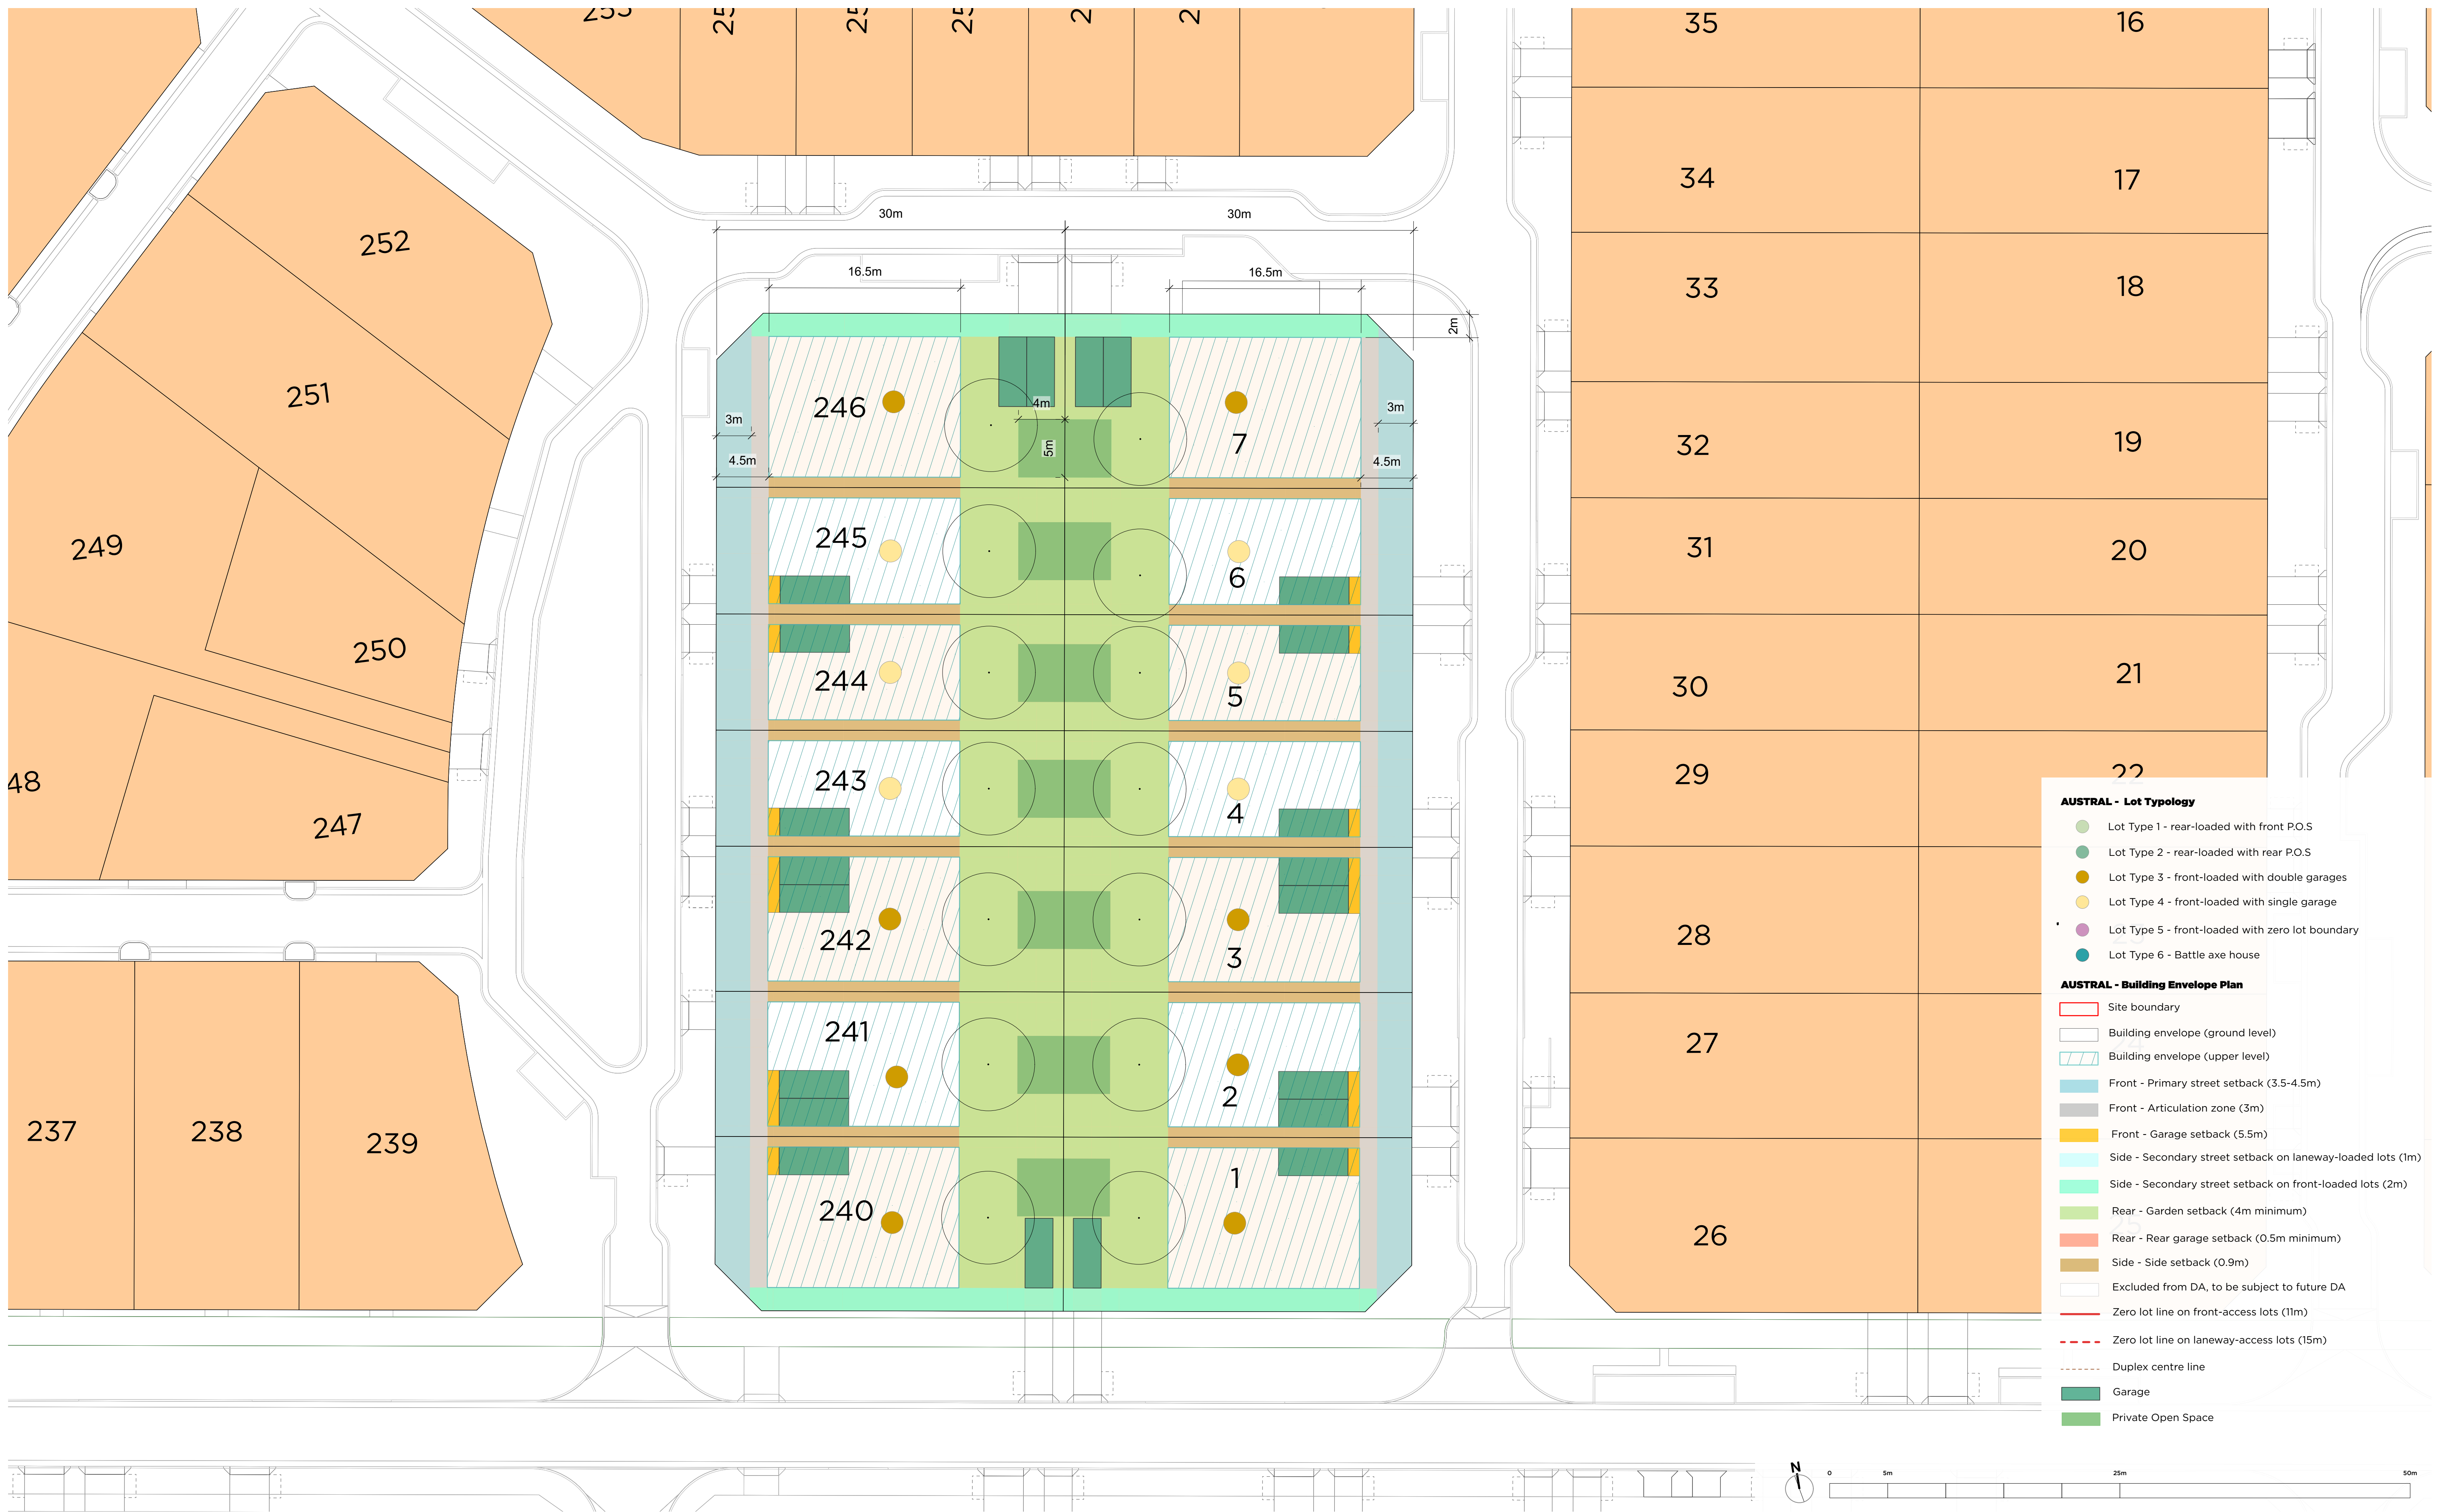 35
16
34
17
252
30m
30m
16.5m
16.5m
33
18
2m
251
246
4m
3m
3m
7
5m
32
19
4.5m
4.5m
249
245
6
31
20
250
244
5
30
21
48
247
243
4
29
22
242
3
28
241
2
27
237
238
239
240
1
26
AUSTRAL - Lot Typology
Lot Type 1 - rear-loaded with front P.O.S
Lot Type 2 - rear-loaded with rear P.O.S
Lot Type 3 - front-loaded with double garages
Lot Type 4 - front-loaded with single garage
Lot Type 5 - front-loaded with zero lot boundary
Lot Type 6 - Battle axe house
AUSTRAL - Building Envelope Plan
Site boundary
Building envelope (ground level)
Building envelope (upper level)
Front - Primary street setback (3.5-4.5m)
Front - Articulation zone (3m)
Front - Garage setback (5.5m)
Side - Secondary street setback on laneway-loaded lots (1m)
Side - Secondary street setback on front-loaded lots (2m)
Rear - Garden setback (4m minimum)
Rear - Rear garage setback (0.5m minimum)
Side - Side setback (0.9m)
Excluded from DA, to be subject to future DA
Zero lot line on front-access lots (11m)
Zero lot line on laneway-access lots (15m)
Duplex centre line
Garage
Private Open Space
N
0 5m 25m 50m